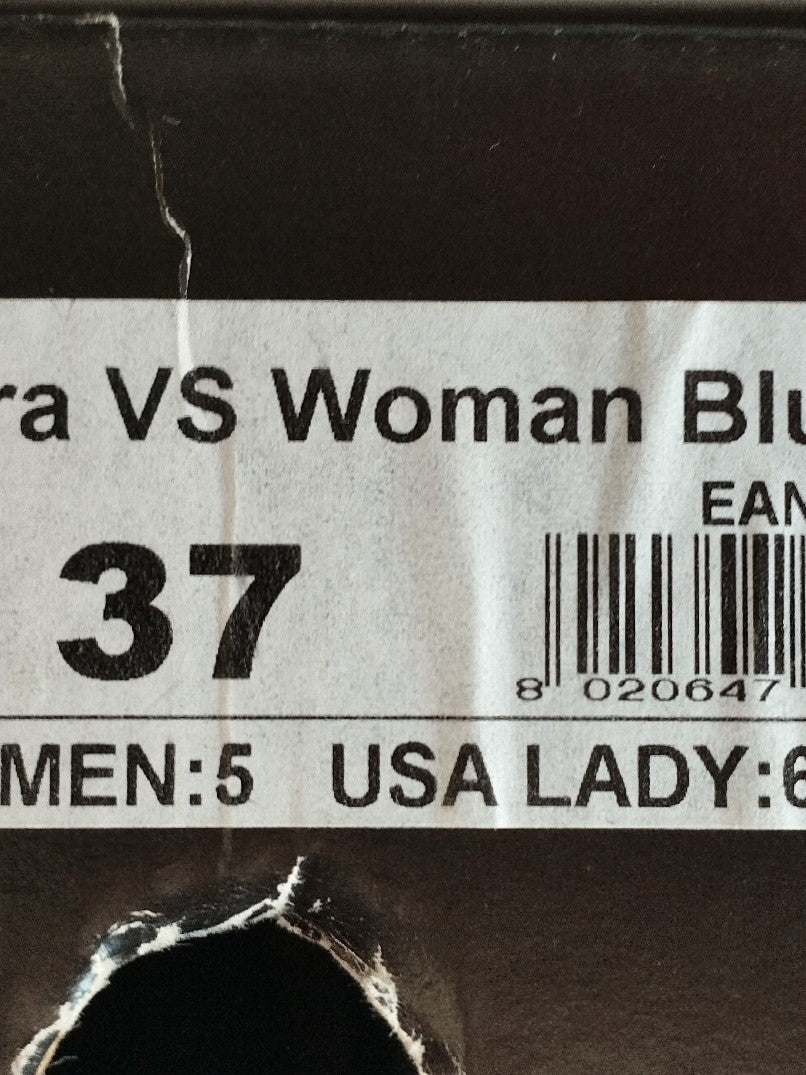 ra VS Woman Blu
EAN
37
8 020647
MEN:5 USA LADY:6